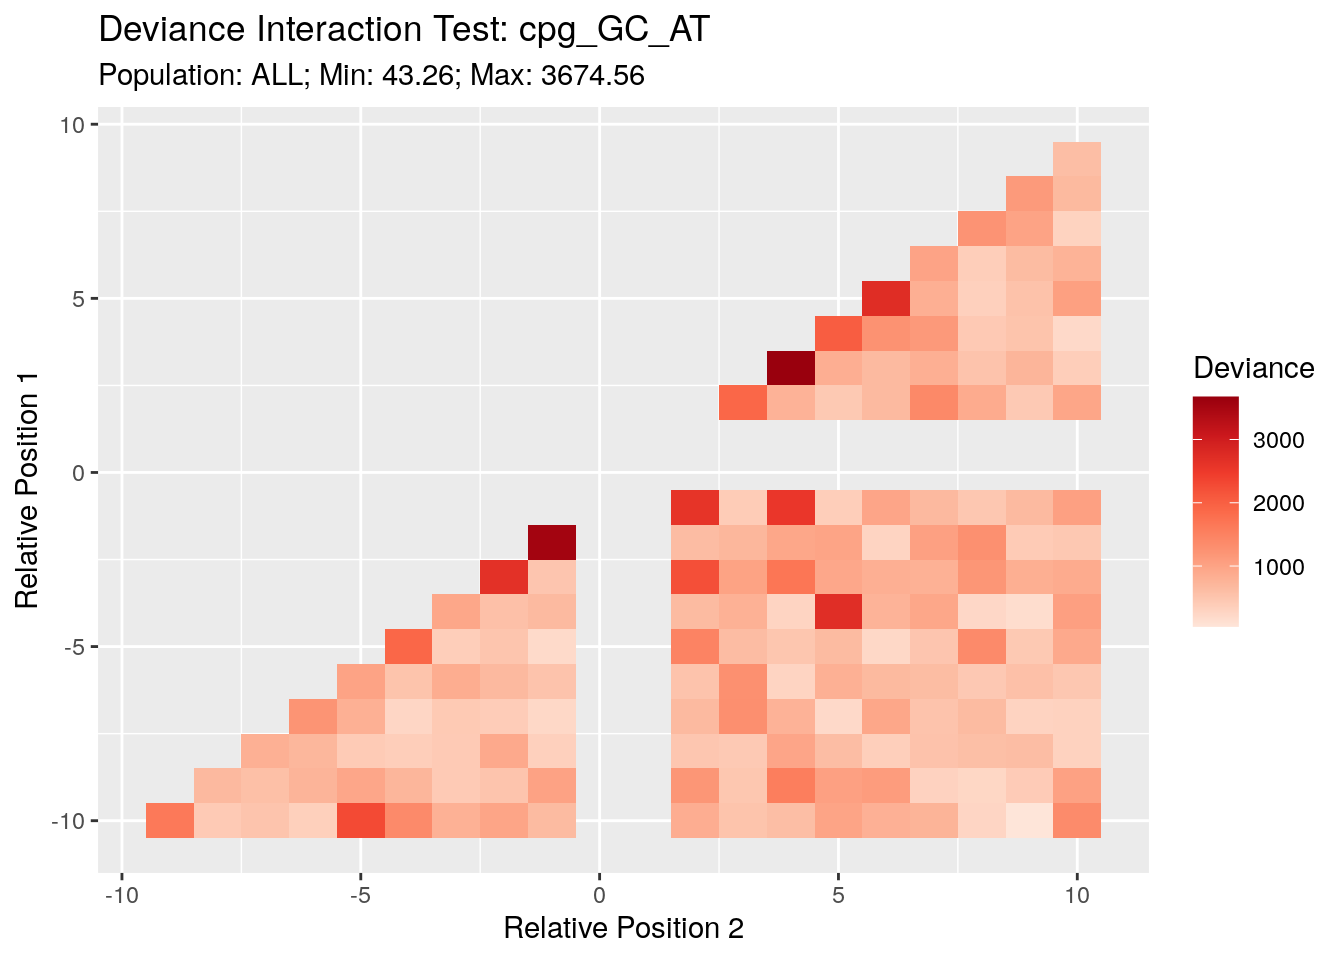 Deviance Interaction Test: cpg_GC_AT
Population: ALL; Min: 43.26; Max: 3674.56
10
5
0
-5
-10
Relative Position 1
-10
-5
0
5
10
Relative Position 2
Deviance
3000
2000
1000